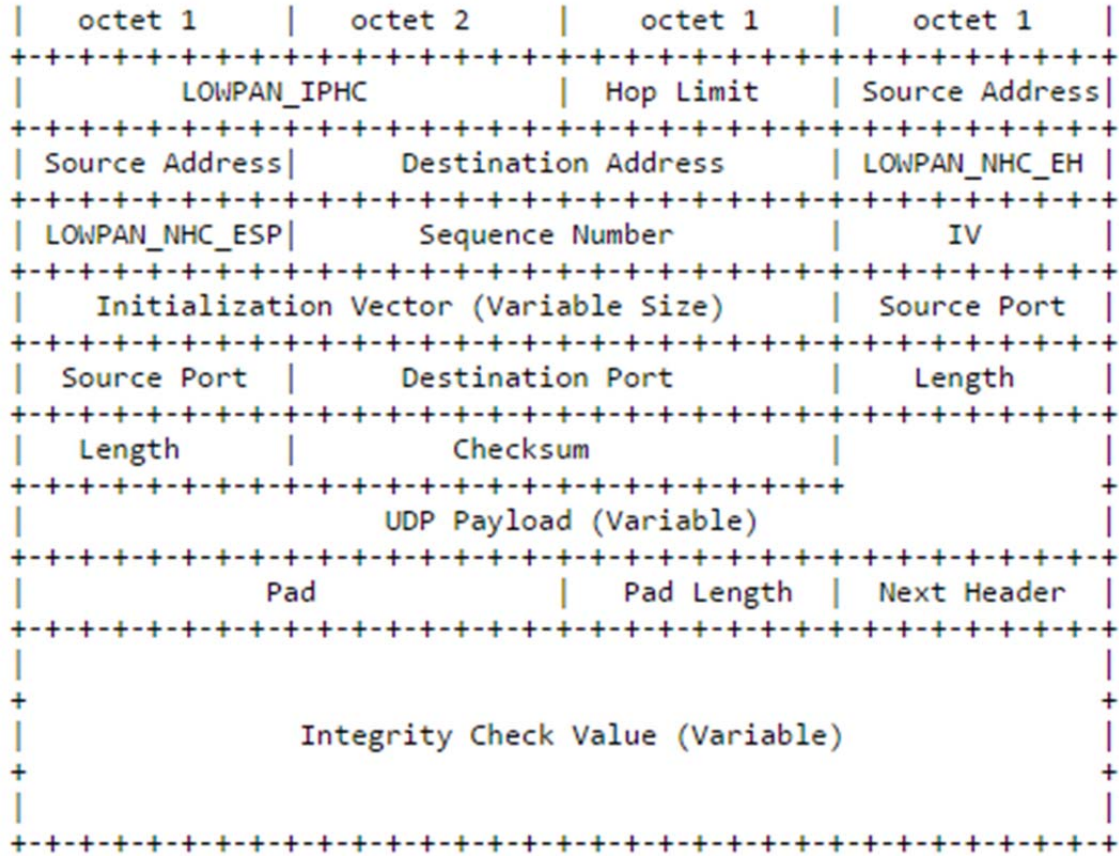 | octet 1 | octet 2 | octet 1 | octet 1 |
+-+-+-+-+-+-+-+-+-+-+-+-+-+-+-+-+-+-+-+-+-+-+-+-+-+-+-+-+-+-+-+-+
| LOWPAN_IPHC | Hop Limit | Source Address|
+-+-+-+-+-+-+-+-+-+-+-+-+-+-+-+-+-+-+-+-+-+-+-+-+-+-+-+-+-+-+-+-+
| Source Address| Destination Address | LOWPAN_NHC_EH |
+-+-+-+-+-+-+-+-+-+-+-+-+-+-+-+-+-+-+-+-+-+-+-+-+-+-+-+-+-+-+-+-+
| LOWPAN_NHC_ESP| Sequence Number | IV |
+-+-+-+-+-+-+-+-+-+-+-+-+-+-+-+-+-+-+-+-+-+-+-+-+-+-+-+-+-+-+-+-+
| Initialization Vector (Variable Size) | Source Port |
+-+-+-+-+-+-+-+-+-+-+-+-+-+-+-+-+-+-+-+-+-+-+-+-+-+-+-+-+-+-+-+-+
| Source Port | Destination Port | Length |
+-+-+-+-+-+-+-+-+-+-+-+-+-+-+-+-+-+-+-+-+-+-+-+-+-+-+-+-+-+-+-+-+
| Length | Checksum | |
+-+-+-+-+-+-+-+-+-+-+-+-+-+-+-+-+-+-+-+-+-+-+-+-+ +
| UDP Payload (Variable) |
+-+-+-+-+-+-+-+-+-+-+-+-+-+-+-+-+-+-+-+-+-+-+-+-+-+-+-+-+-+-+-+-+
| Pad | Pad Length | Next Header |
+-+-+-+-+-+-+-+-+-+-+-+-+-+-+-+-+-+-+-+-+-+-+-+-+-+-+-+-+-+-+-+-+
| |
+ +
| Integrity Check Value (Variable) |
+ +
| |
+-+-+-+-+-+-+-+-+-+-+-+-+-+-+-+-+-+-+-+-+-+-+-+-+-+-+-+-+-+-+-+-+